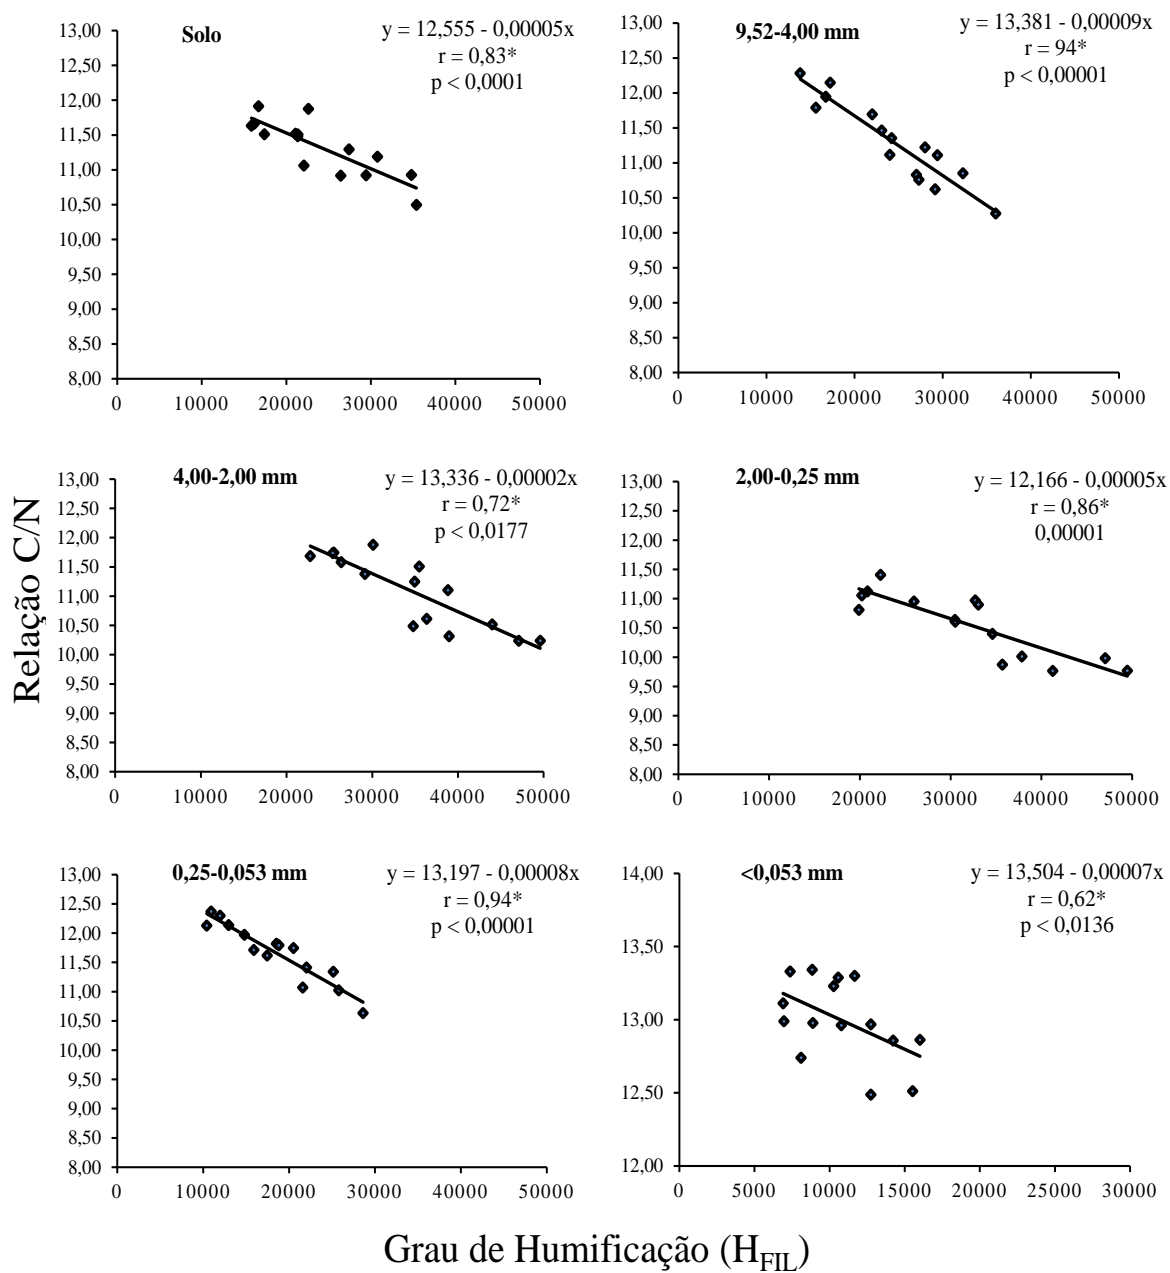 Solo
y = 12,555 - 0,00005x
r = 0,83*
p < 0,0001
13,00
12,50
12,00
11,50
11,00
10,50
10,00
9,50
9,00
8,50
8,00
0 10000 20000 30000 40000 50000
9,52-4,00 mm
y = 13,381 - 0,00009x
r = 94*
p < 0,00001
13,00
12,50
12,00
11,50
11,00
10,50
10,00
9,50
9,00
8,50
8,00
0 10000 20000 30000 40000 50000
Relação C/N
4,00-2,00 mm
y = 13,336 - 0,00002x
r = 0,72*
p < 0,0177
13,00
12,50
12,00
11,50
11,00
10,50
10,00
9,50
9,00
8,50
8,00
0 10000 20000 30000 40000 50000
2,00-0,25 mm
y = 12,166 - 0,00005x
r = 0,86*
0,00001
13,00
12,50
12,00
11,50
11,00
10,50
10,00
9,50
9,00
8,50
8,00
0 10000 20000 30000 40000 50000
0,25-0,053 mm
y = 13,197 - 0,00008x
r = 0,94*
p < 0,00001
13,00
12,50
12,00
11,50
11,00
10,50
10,00
9,50
9,00
8,50
8,00
0 10000 20000 30000 40000 50000
<0,053 mm
y = 13,504 - 0,00007x
r = 0,62*
p < 0,0136
14,00
13,50
13,00
12,50
12,00
0 5000 10000 15000 20000 25000 30000
Grau de Humificação (HFIL)